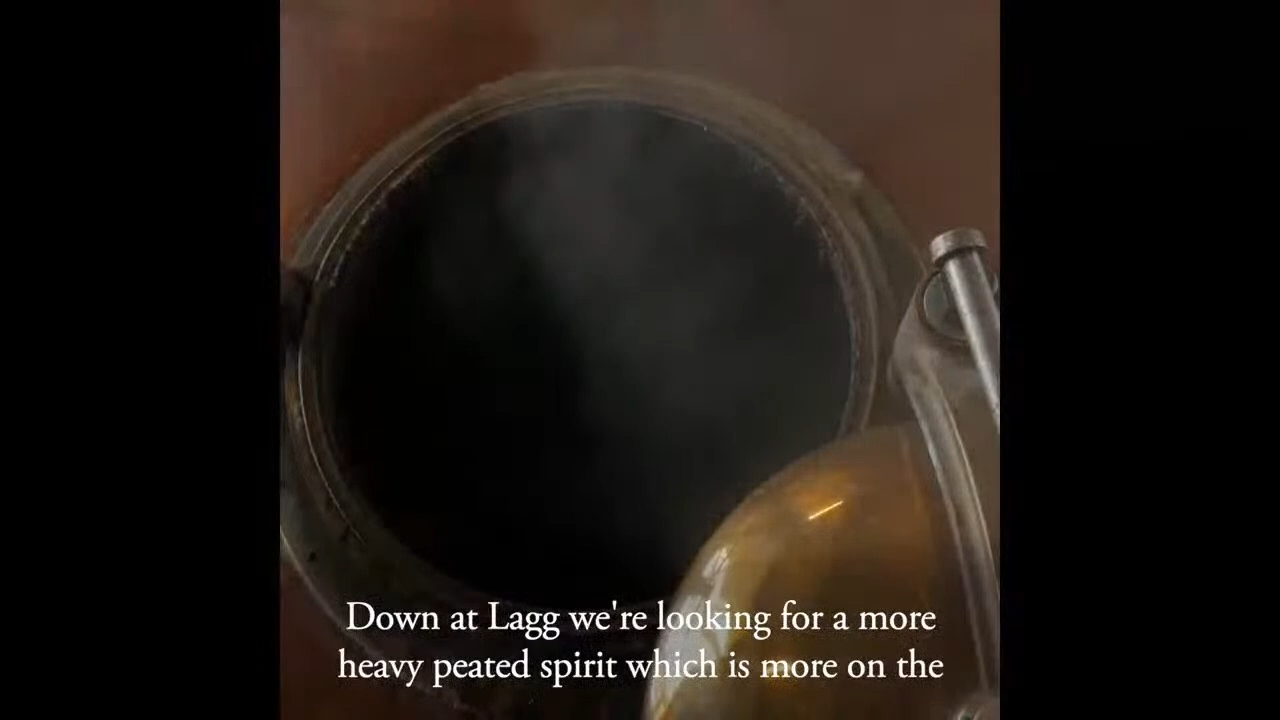 Down at Lagg we're looking for a more
heavy peated spirit which is more on the